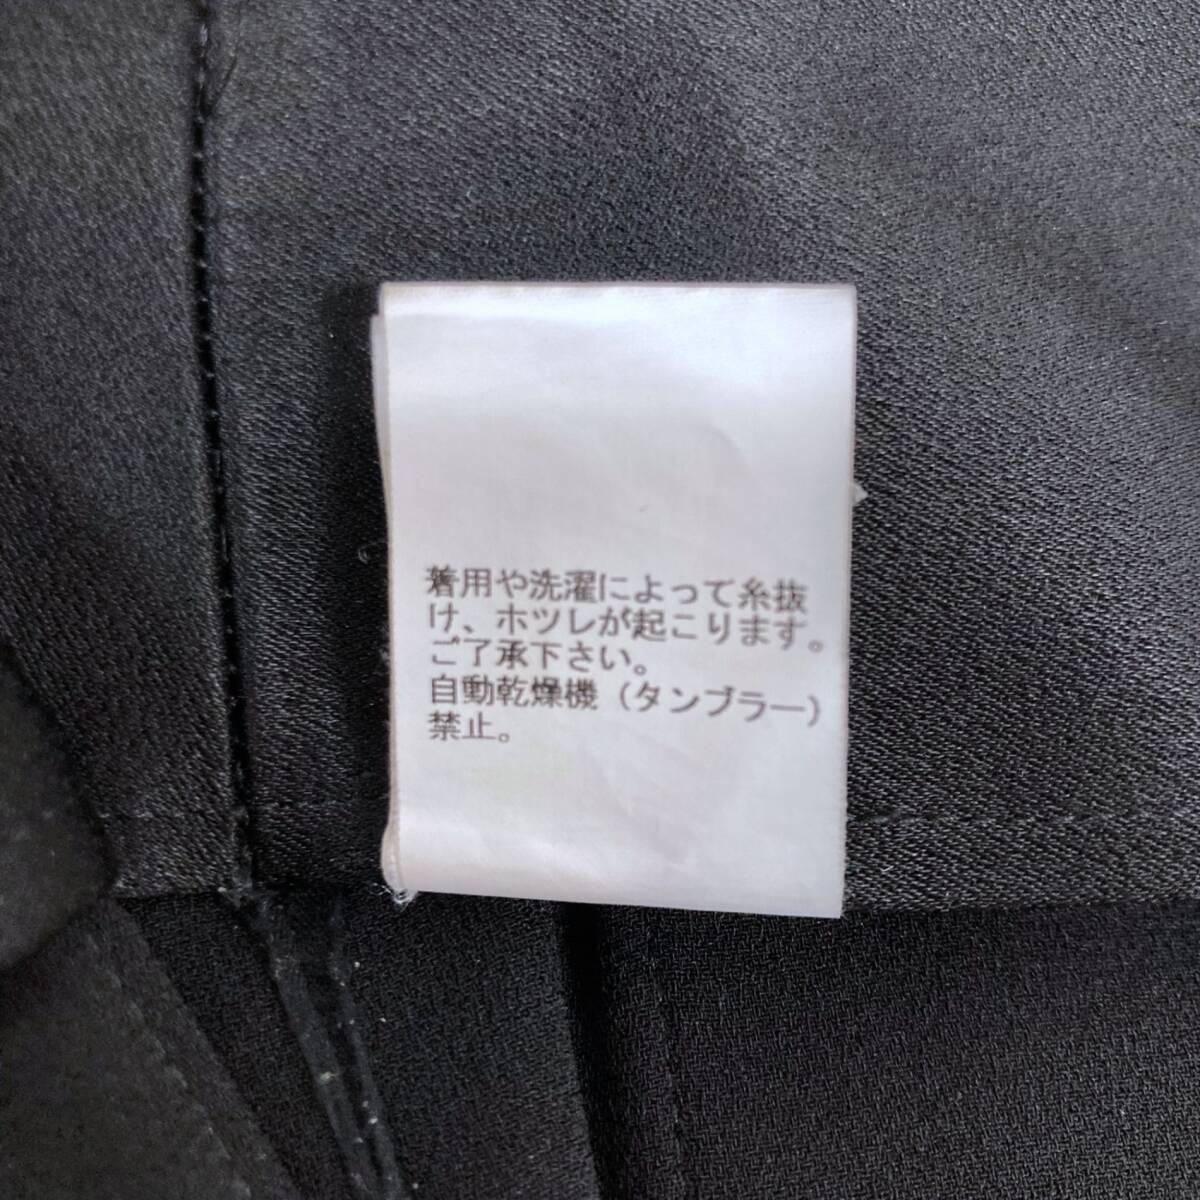 着用や洗濯によって糸抜
け、ホツレが起こります。
ご了承下さい。
自動乾燥機（タンブラー）
禁止。